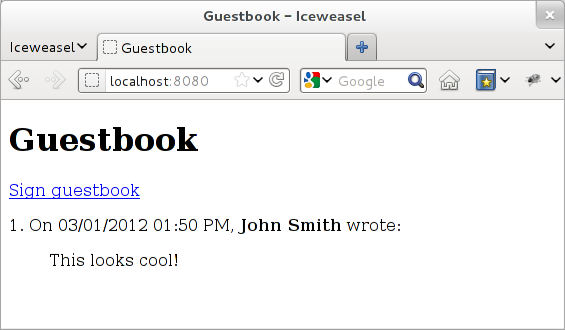 Guestbook - Iceweasel
Iceweasel
Guestbook
localhost:8080
Google
Guestbook
Sign guestbook
1. On 03/01/2012 01:50 PM, John Smith wrote:
This looks cool!